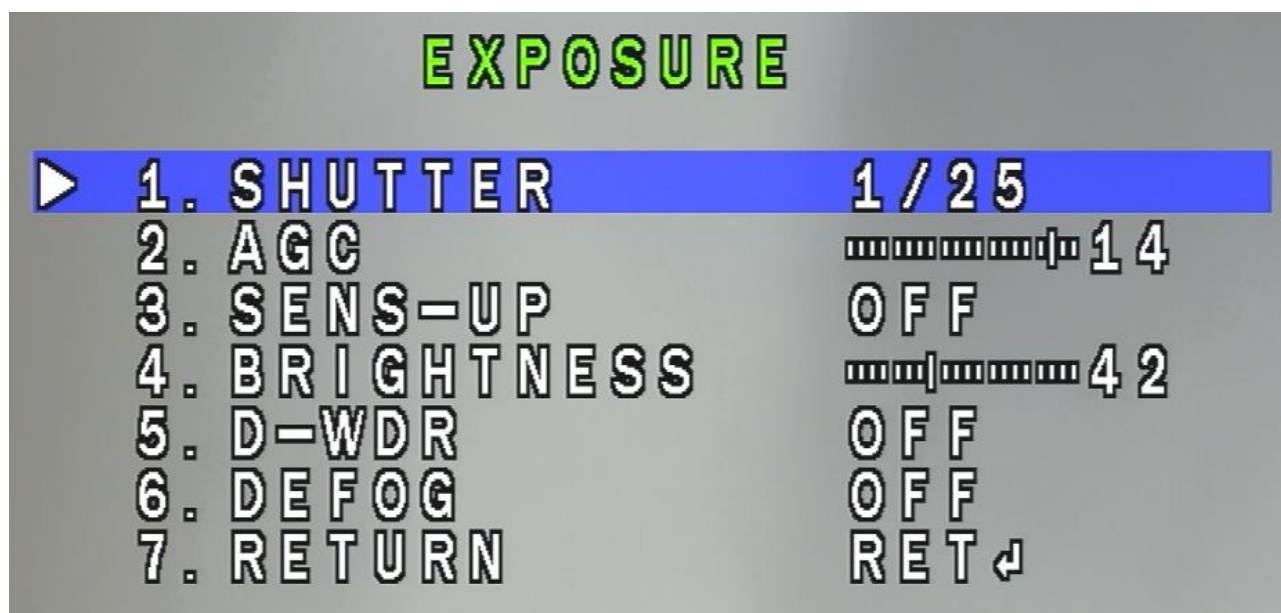 EXPOSURE
1. SHUTTER 1/25
2. AGC 14
3. SENS-UP OFF
4. BRIGHTNESS 42
5. D-WDR OFF
6. DEFOG OFF
7. RETURN RET↲